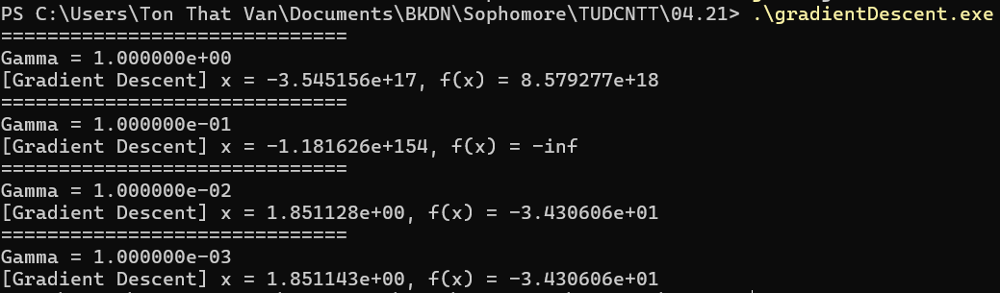 PS C:\Users\Ton That Van\Documents\BKDN\Sophomore\TUDCNTT\04.21> .\gradientDescent.exe
==============================
Gamma = 1.000000e+00
[Gradient Descent] x = -3.545156e+17, f(x) = 8.579277e+18
==============================
Gamma = 1.000000e-01
[Gradient Descent] x = -1.181626e+154, f(x) = -inf
==============================
Gamma = 1.000000e-02
[Gradient Descent] x = 1.851128e+00, f(x) = -3.430606e+01
==============================
Gamma = 1.000000e-03
[Gradient Descent] x = 1.851143e+00, f(x) = -3.430606e+01